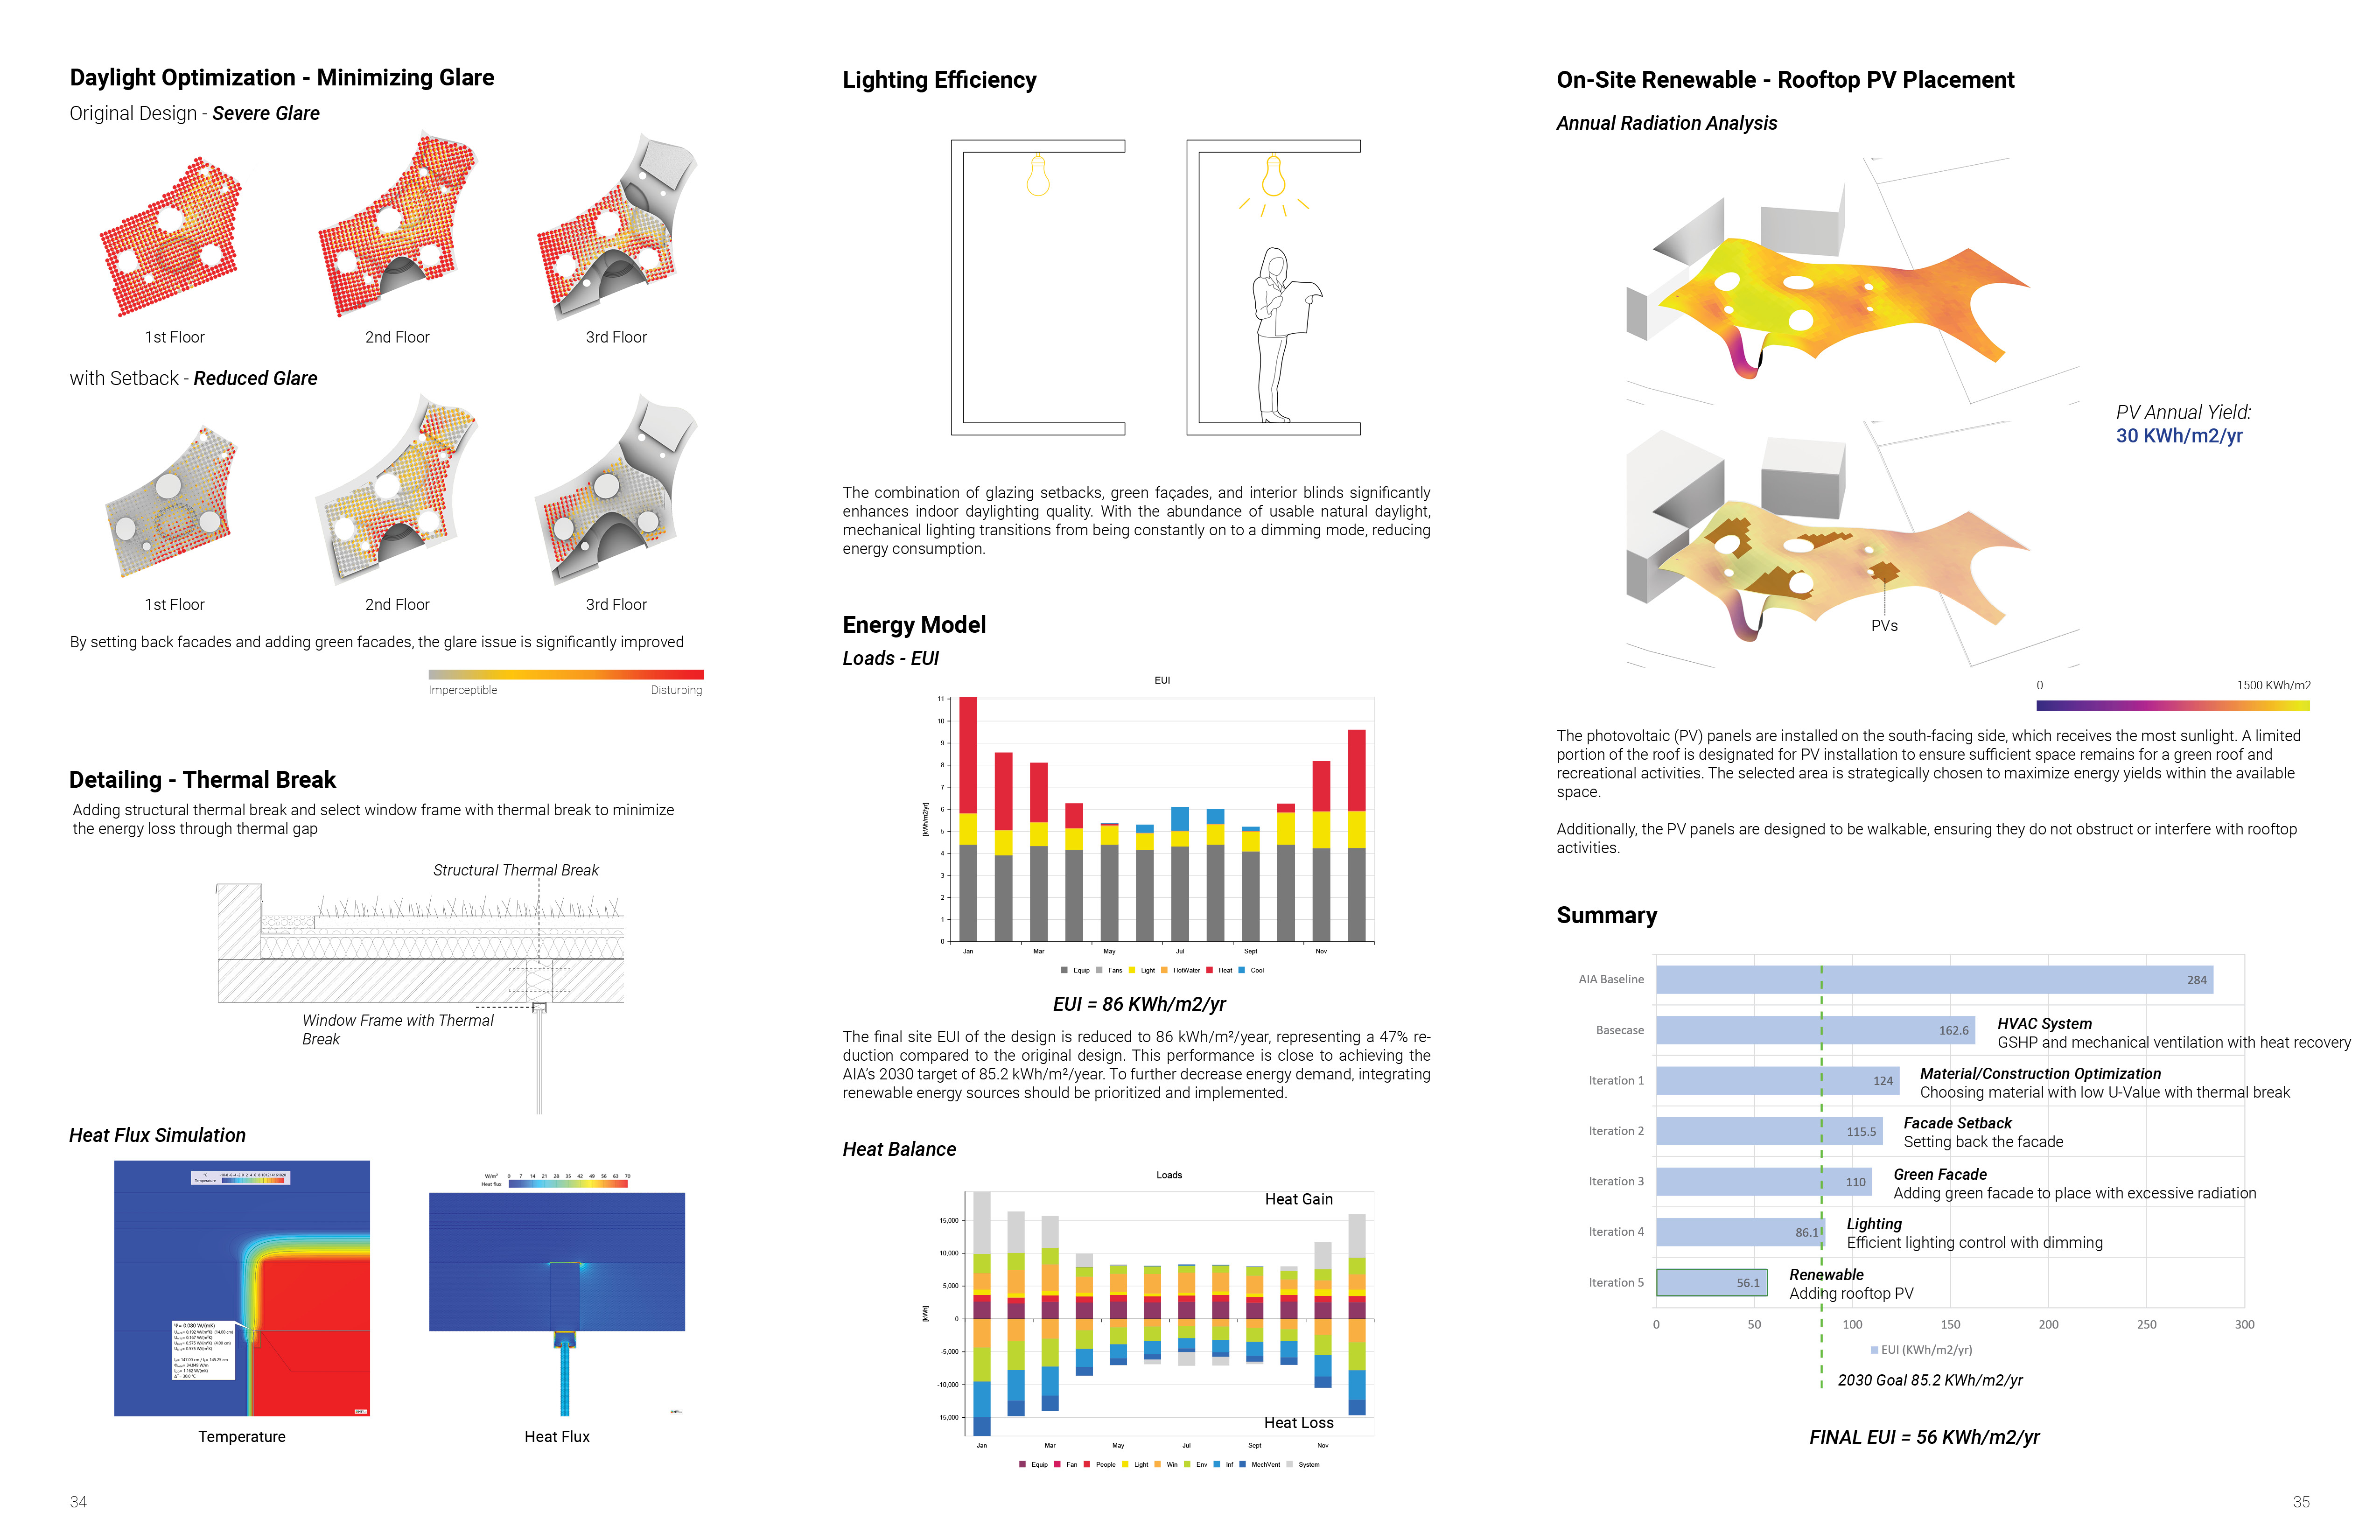 Daylight Optimization - Minimizing Glare
Original Design - Severe Glare
1st Floor
2nd Floor
3rd Floor
with Setback - Reduced Glare
1st Floor
2nd Floor
3rd Floor
By setting back facades and adding green facades, the glare issue is significantly improved
Imperceptible
Disturbing
Detailing - Thermal Break
Adding structural thermal break and select window frame with thermal break to minimize
the energy loss through thermal gap
Structural Thermal Break
Window Frame with Thermal
Break
Heat Flux Simulation
°C
Temperature
Ψ= 0.080 W/(mK)
W/m²
0 7 14 21 28 35 42 49 56 63 70
Heat flux
Temperature
Heat Flux
34
Lighting Efficiency
The combination of glazing setbacks, green façades, and interior blinds significantly
enhances indoor daylighting quality. With the abundance of usable natural daylight,
mechanical lighting transitions from being constantly on to a dimming mode, reducing
energy consumption.
Energy Model
Loads - EUI
EUI
[kWh/m2/yr]
11
10
9
8
7
6
5
4
3
2
1
0
Jan Mar May Jul Sept Nov
Equip Fans Light HotWater Heat Cool
EUI = 86 KWh/m2/yr
The final site EUI of the design is reduced to 86 kWh/m²/year, representing a 47% re-
duction compared to the original design. This performance is close to achieving the
AIA’s 2030 target of 85.2 kWh/m²/year. To further decrease energy demand, integrating
renewable energy sources should be prioritized and implemented.
Heat Balance
Loads
Heat Gain
[kWh]
15,000
10,000
5,000
0
-5,000
-10,000
-15,000
Heat Loss
Jan Mar May Jul Sept Nov
Equip Fan People Light Win Env Inf MechVent System
On-Site Renewable - Rooftop PV Placement
Annual Radiation Analysis
PV Annual Yield:
30 KWh/m2/yr
PVs
0
1500 KWh/m2
The photovoltaic (PV) panels are installed on the south-facing side, which receives the most sunlight. A limited
portion of the roof is designated for PV installation to ensure sufficient space remains for a green roof and
recreational activities. The selected area is strategically chosen to maximize energy yields within the available
space.
Additionally, the PV panels are designed to be walkable, ensuring they do not obstruct or interfere with rooftop
activities.
Summary
AIA Baseline
284
Basecase
162.6
HVAC System
GSHP and mechanical ventilation with heat recovery
Iteration 1
124
Material/Construction Optimization
Choosing material with low U-Value with thermal break
Iteration 2
115.5
Facade Setback
Setting back the facade
Iteration 3
110
Green Facade
Adding green facade to place with excessive radiation
Iteration 4
86.1
Lighting
Efficient lighting control with dimming
Iteration 5
56.1
Renewable
Adding rooftop PV
0 50 100 150 200 250 300
EUI (KWh/m2/yr)
2030 Goal 85.2 KWh/m2/yr
FINAL EUI = 56 KWh/m2/yr
35